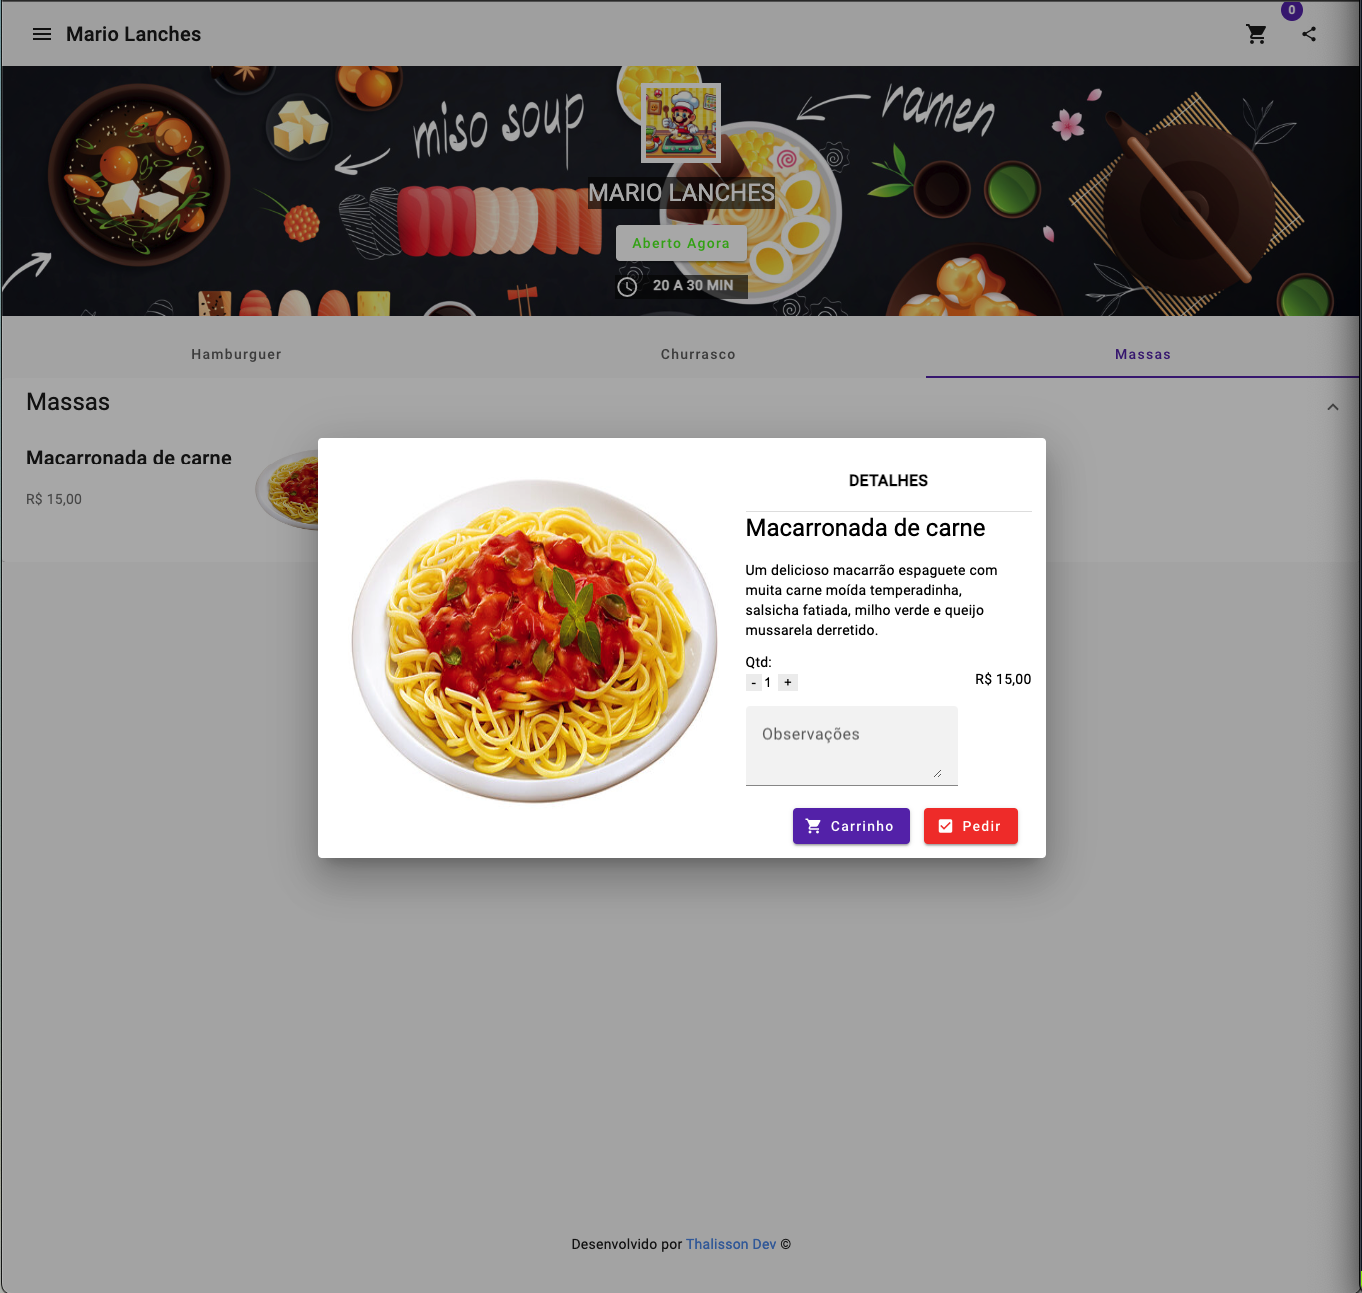 Mario Lanches
0
miso soup
ramen
MARIO LANCHES
Aberto Agora
20 A 30 MIN
Hamburguer
Churrasco
Massas
Massas
Macarronada de carne
R$ 15,00
DETALHES
Macarronada de carne
Um delicioso macarrão espaguete com
muita carne moída temperadinha,
salsicha fatiada, milho verde e queijo
mussarela derretido.
Qtd:
- 1 +
R$ 15,00
Observações
Carrinho
Pedir
Desenvolvido por Thalisson Dev ©